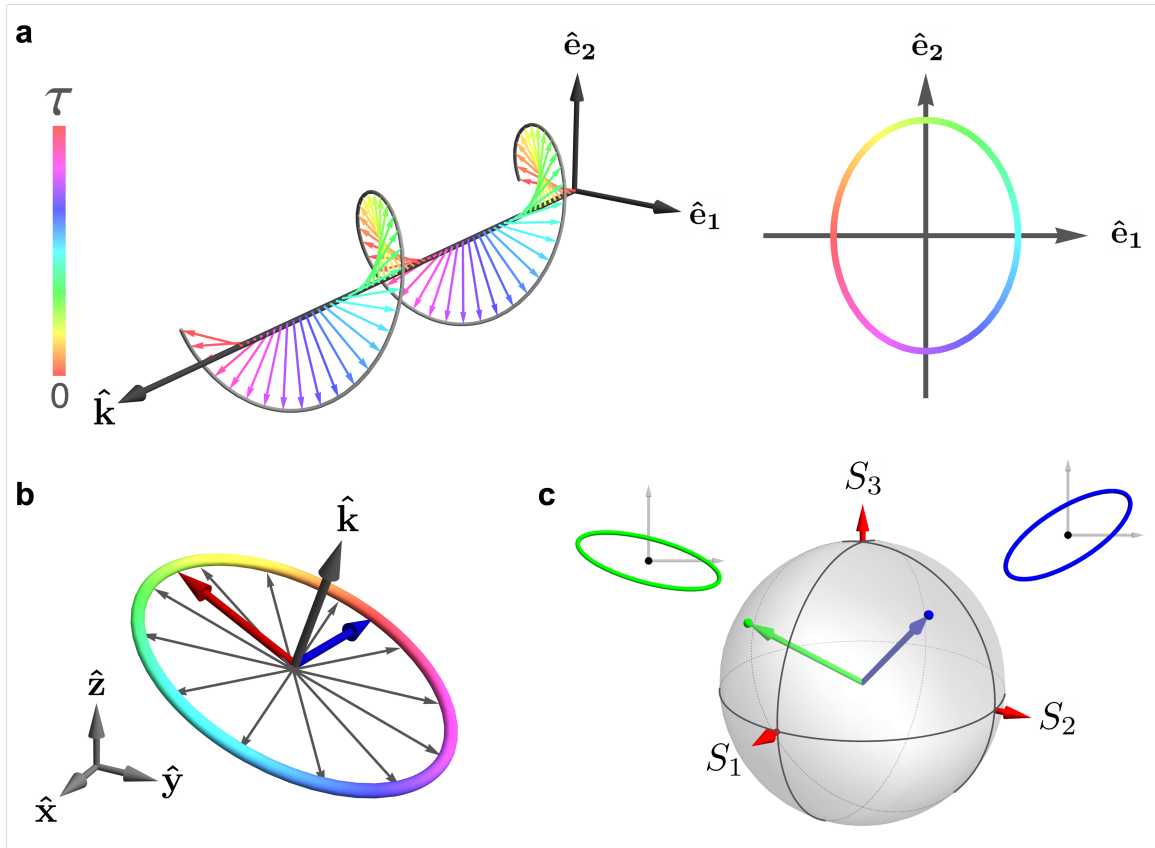 a
τ
0
k̂
ê₂
ê₁
ê₂
ê₁
b
k̂
ẑ
ŷ
x̂
c
S₃
S₂
S₁